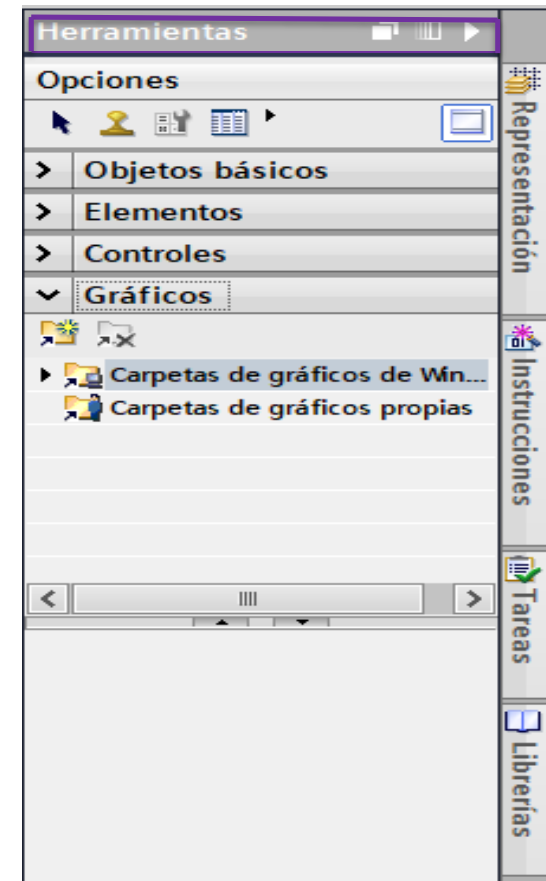 Herramientas
Opciones
Objetos básicos
Elementos
Controles
Gráficos
Carpetas de gráficos de Win...
Carpetas de gráficos propias
Representación
Instrucciones
Tareas
Librerías